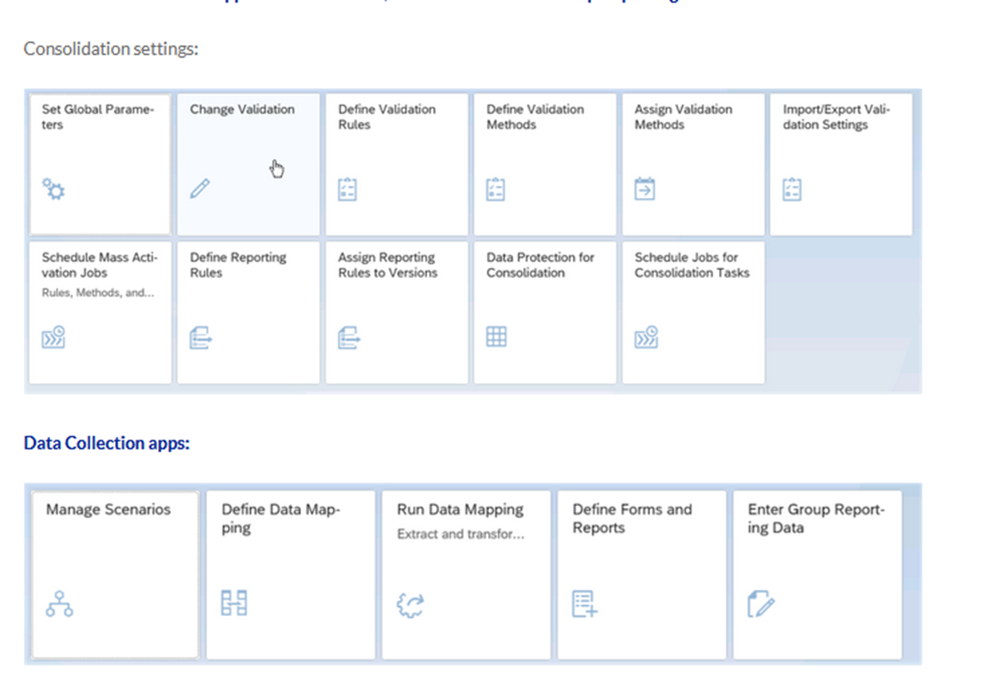 Consolidation settings:
Set Global Parame-
ters
Change Validation
Define Validation
Rules
Define Validation
Methods
Assign Validation
Methods
Import/Export Vali-
dation Settings
Schedule Mass Acti-
vation Jobs
Rules, Methods, and...
Define Reporting
Rules
Assign Reporting
Rules to Versions
Data Protection for
Consolidation
Schedule Jobs for
Consolidation Tasks
Data Collection apps:
Manage Scenarios
Define Data Map-
ping
Run Data Mapping
Extract and transfor...
Define Forms and
Reports
Enter Group Report-
ing Data